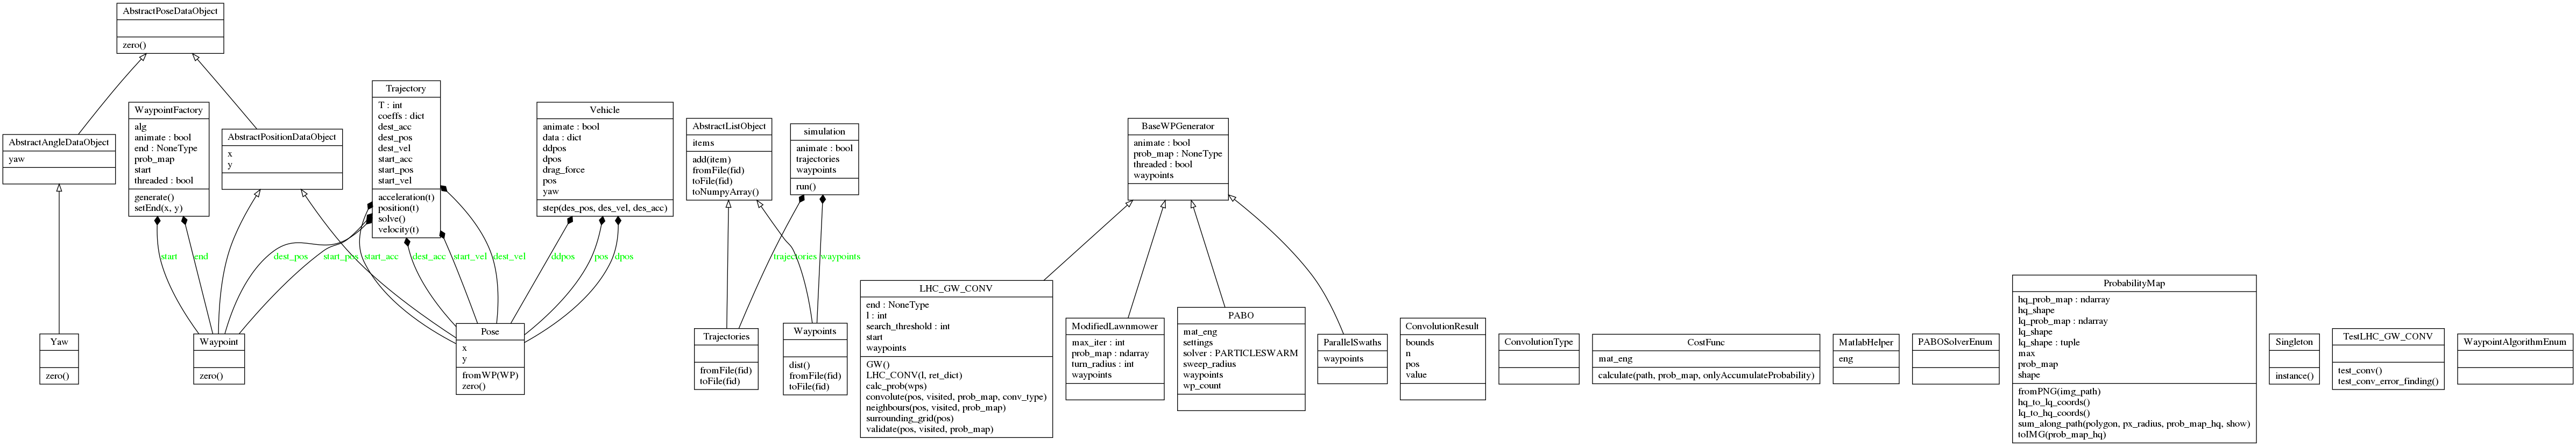 AbstractPoseDataObject
zero()
AbstractAngleDataObject
yaw
WaypointFactory
alg
animate : bool
end : NoneType
prob_map
start
threaded : bool
generate()
setEnd(x, y)
AbstractPositionDataObject
x
y
Trajectory
T : int
coeffs : dict
dest_acc
dest_pos
dest_vel
start_acc
start_pos
start_vel
acceleration(t)
position(t)
solve()
velocity(t)
Vehicle
animate : bool
data : dict
ddpos
dpos
drag_force
pos
yaw
step(des_pos, des_vel, des_acc)
AbstractListObject
items
add(item)
fromFile(fid)
toFile(fid)
toNumpyArray()
simulation
animate : bool
trajectories
waypoints
run()
BaseWPGenerator
animate : bool
prob_map : NoneType
threaded : bool
waypoints
start
end
dest_pos
start_pos
start_acc
dest_acc
start_vel
dest_vel
ddpos
pos
dpos
trajectories
waypoints
Yaw
zero()
Waypoint
zero()
Pose
x
y
fromWP(WP)
zero()
Trajectories
fromFile(fid)
toFile(fid)
Waypoints
dist()
fromFile(fid)
toFile(fid)
LHC_GW_CONV
end : NoneType
l : int
search_threshold : int
start
waypoints
GW()
LHC_CONV(l, ret_dict)
calc_prob(wps)
convolute(pos, visited, prob_map, conv_type)
neighbours(pos, visited, prob_map)
surrounding_grid(pos)
validate(pos, visited, prob_map)
ModifiedLawnmower
max_iter : int
prob_map : ndarray
turn_radius : int
waypoints
PABO
mat_eng
settings
solver : PARTICLESWARM
sweep_radius
waypoints
wp_count
ParallelSwaths
waypoints
ConvolutionResult
bounds
n
pos
value
ConvolutionType
CostFunc
mat_eng
calculate(path, prob_map, onlyAccumulateProbability)
MatlabHelper
eng
PABOSolverEnum
ProbabilityMap
hq_prob_map : ndarray
hq_shape
lq_prob_map : ndarray
lq_shape
lq_shape : tuple
max
prob_map
shape
fromPNG(img_path)
hq_to_lq_coords()
lq_to_hq_coords()
sum_along_path(polygon, px_radius, prob_map_hq, show)
toIMG(prob_map_hq)
Singleton
instance()
TestLHC_GW_CONV
test_conv()
test_conv_error_finding()
WaypointAlgorithmEnum